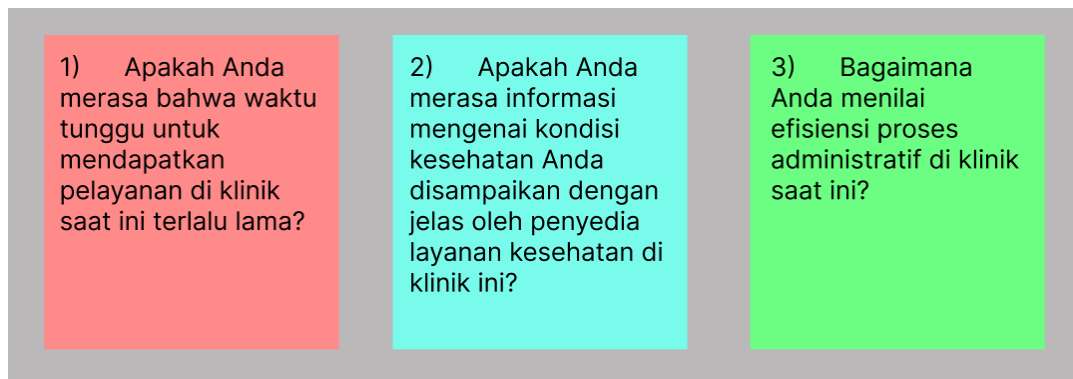 1) Apakah Anda
merasa bahwa waktu
tunggu untuk
mendapatkan
pelayanan di klinik
saat ini terlalu lama?
2) Apakah Anda
merasa informasi
mengenai kondisi
kesehatan Anda
disampaikan dengan
jelas oleh penyedia
layanan kesehatan di
klinik ini?
3) Bagaimana
Anda menilai
efisiensi proses
administratif di klinik
saat ini?